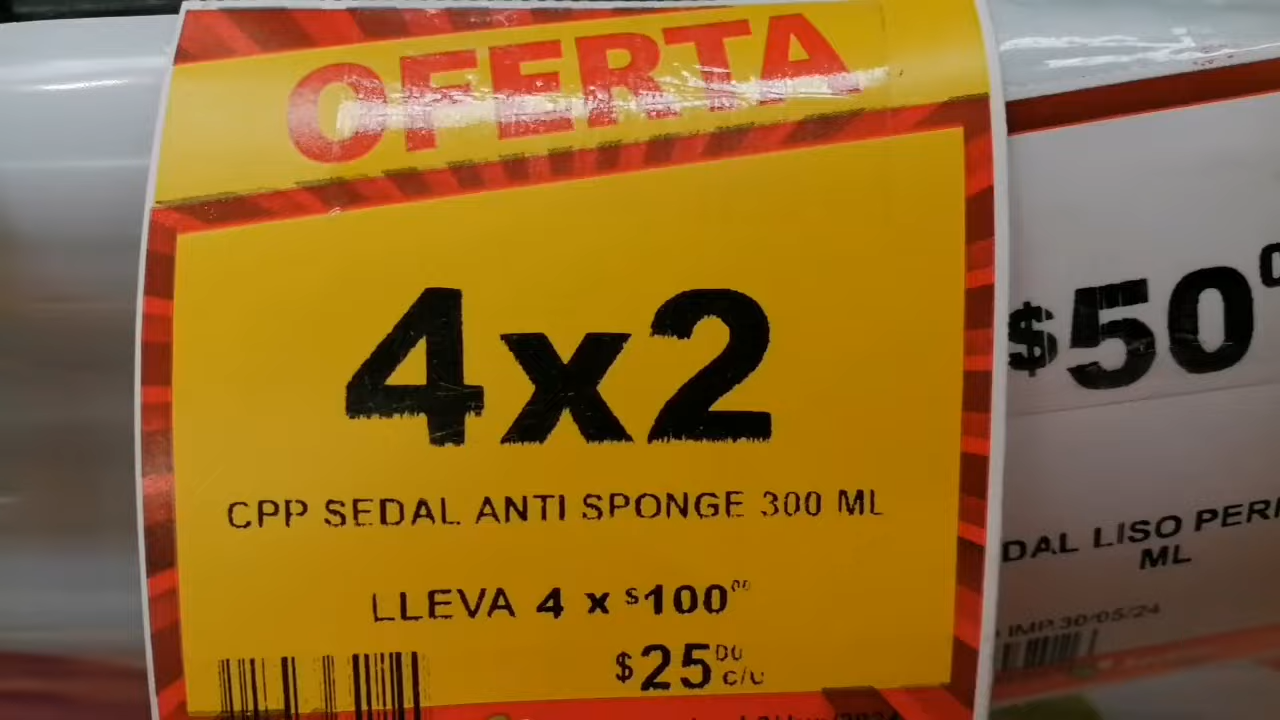 OFERTA
4x2
CPP SEDAL ANTI SPONGE 300 ML
LLEVA 4 x $100⁰⁰
$25⁰⁰ c/u
$50
DAL LISO PER
ML
IMP.30/05/24